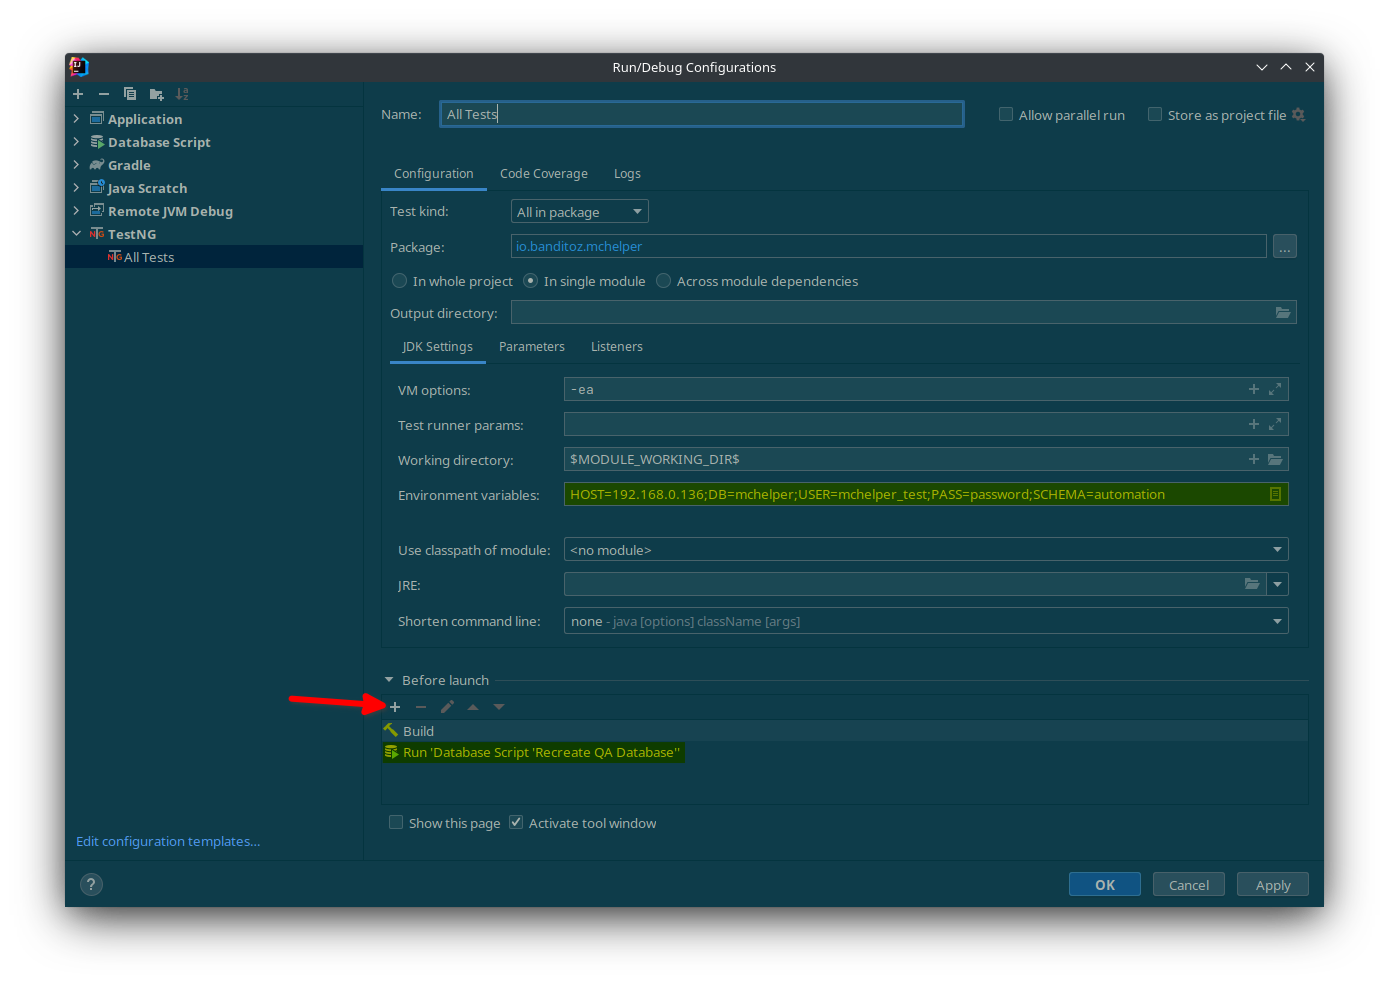 Run/Debug Configurations
Application
Database Script
Gradle
Java Scratch
Remote JVM Debug
TestNG
All Tests
Edit configuration templates...
Name: All Tests
Allow parallel run
Store as project file
Configuration Code Coverage Logs
Test kind: All in package
Package: io.banditoz.mchelper ...
In whole project In single module Across module dependencies
Output directory:
JDK Settings Parameters Listeners
VM options: -ea
Test runner params:
Working directory: $MODULE_WORKING_DIR$
Environment variables: HOST=192.168.0.136;DB=mchelper;USER=mchelper_test;PASS=password;SCHEMA=automation
Use classpath of module: <no module>
JRE:
Shorten command line: none - java [options] className [args]
Before launch
Build
Run 'Database Script 'Recreate QA Database''
Show this page Activate tool window
? OK Cancel Apply